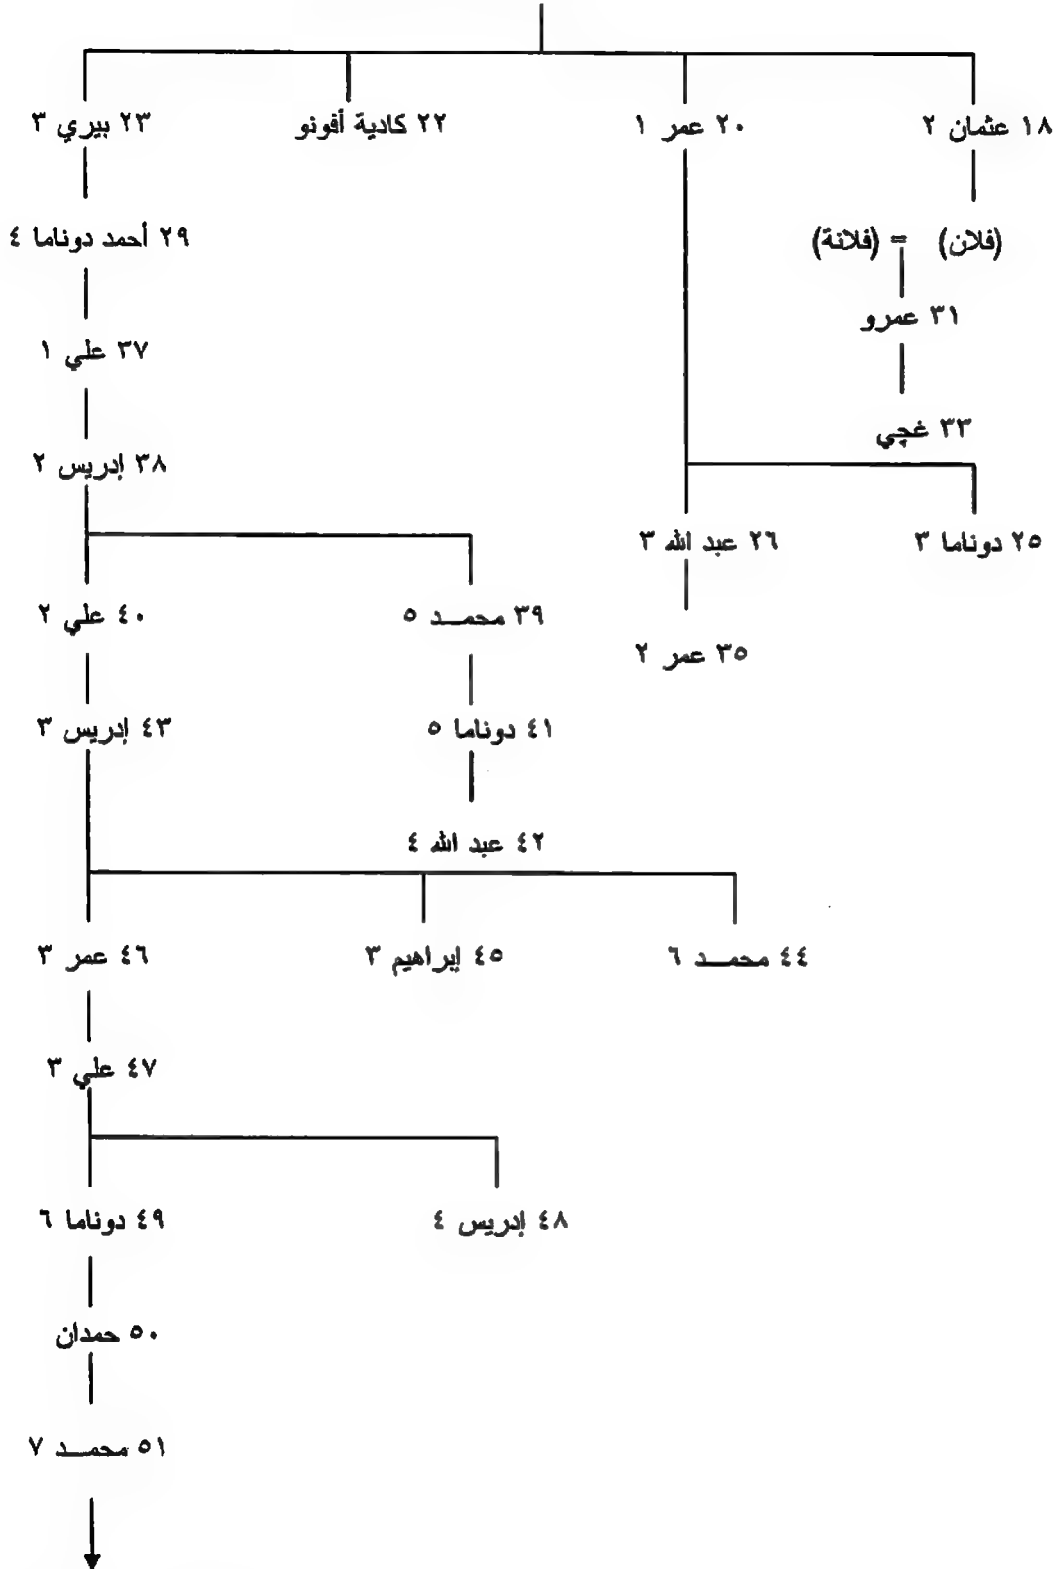 ١٨ عثمان ٢
٢٠ عمر ١
٢٢ كادية أفونو
٢٣ بيري ٣
(فلان) = (فلانة)
٢٩ أحمد دوناما ٤
٣١ عمرو
٣٧ علي ١
٣٣ غجي
٣٨ إدريس ٢
٢٥ دوناما ٣
٢٦ عبد الله ٣
٣٩ محمـد ٥
٤٠ علي ٢
٣٥ عمر ٢
٤١ دوناما ٥
٤٣ إدريس ٣
٤٢ عبد الله ٤
٤٤ محمـد ٦
٤٥ إبراهيم ٣
٤٦ عمر ٣
٤٧ علي ٣
٤٨ إدريس ٤
٤٩ دوناما ٦
٥٠ حمدان
٥١ محمـد ٧